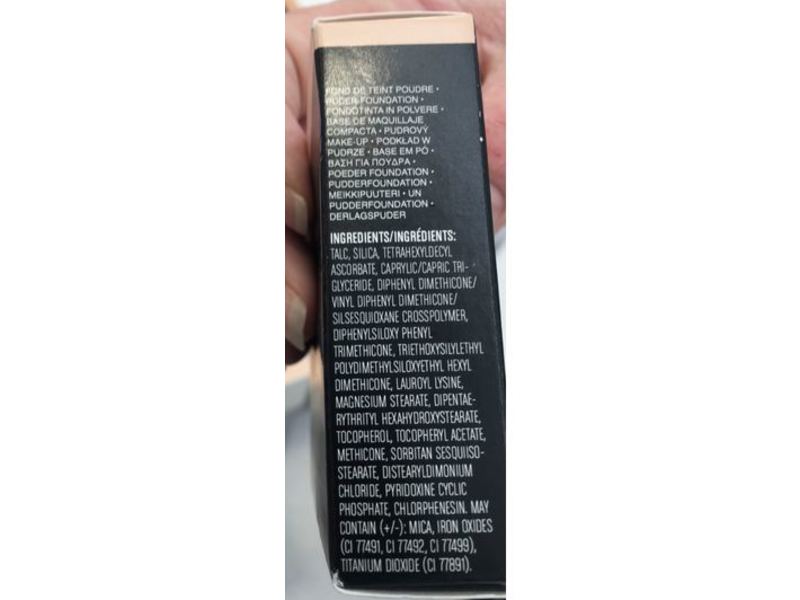 FOND DE TEINT POUDRE •
PUDER-FOUNDATION •
FONDOTINTA IN POLVERE •
BASE DE MAQUILLAJE
COMPACTA • PUDROVÝ
MAKE-UP • PODKŁAD W
PUDRZE • BASE EM PÓ •
ΒΑΣΗ ΓΙΑ ΠΟΥΔΡΑ •
POEDER FOUNDATION •
PUDDERFOUNDATION •
MEIKKIPUUTERI • UN
PUDDERFOUNDATION •
DERLAGSPUDER
INGREDIENTS/INGRÉDIENTS:
TALC, SILICA, TETRAHEXYLDECYL
ASCORBATE, CAPRYLIC/CAPRIC TRI-
GLYCERIDE, DIPHENYL DIMETHICONE/
VINYL DIPHENYL DIMETHICONE/
SILSESQUIOXANE CROSSPOLYMER,
DIPHENYLSILOXY PHENYL
TRIMETHICONE, TRIETHOXYSILYLETHYL
POLYDIMETHYLSILOXYETHYL HEXYL
DIMETHICONE, LAUROYL LYSINE,
MAGNESIUM STEARATE, DIPENTAE-
RYTHRITYL HEXAHYDROXYSTEARATE,
TOCOPHEROL, TOCOPHERYL ACETATE,
METHICONE, SORBITAN SESQUIISO-
STEARATE, DISTEARYLDIMONIUM
CHLORIDE, PYRIDOXINE CYCLIC
PHOSPHATE, CHLORPHENESIN. MAY
CONTAIN (+/-): MICA, IRON OXIDES
(CI 77491, CI 77492, CI 77499),
TITANIUM DIOXIDE (CI 77891).